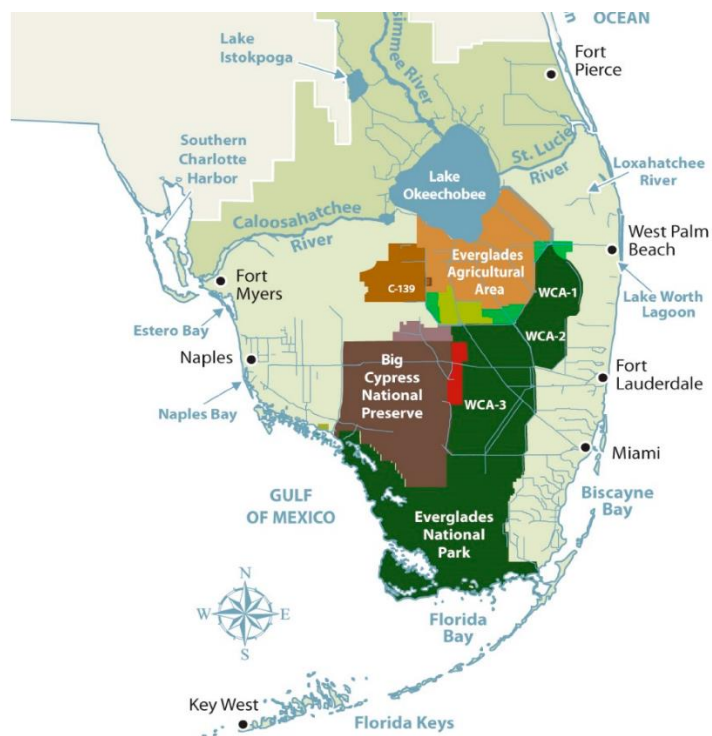 OCEAN
Lake
Istokpoga
River
Fort
Pierce
Southern
Charlotte
Harbor
St. Lucie
River
Lake
Okeechobee
Loxahatchee
River
Caloosahatchee
River
West Palm
Beach
Everglades
Agricultural
Area
C-139
WCA-1
Fort
Myers
Lake Worth
Lagoon
Estero Bay
WCA-2
Naples
Big
Cypress
National
Preserve
Fort
Lauderdale
WCA-3
Naples Bay
Miami
GULF
OF MEXICO
Biscayne
Bay
Everglades
National
Park
N
W
E
S
Florida
Bay
Key West
Florida Keys